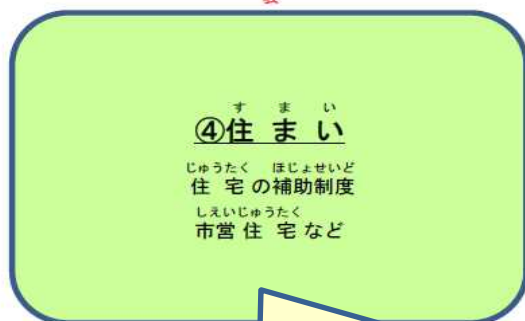 す ま い
④住 ま い
じゅうたく ほじょせいど
住 宅 の補助制度
しえいじゅうたく
市営 住 宅 など